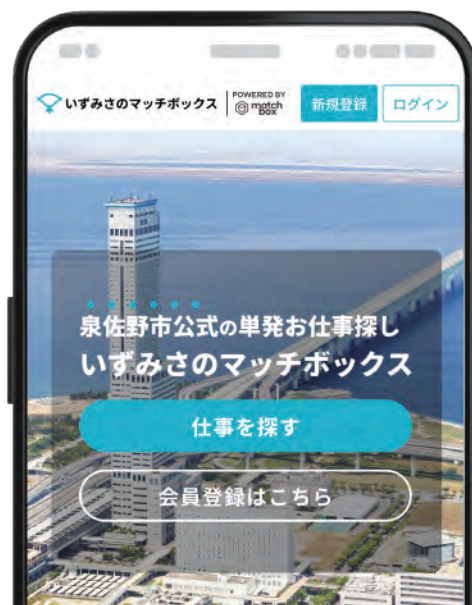 いずみさのマッチボックス
POWERED BY
match
box
新規登録
ログイン
泉佐野市公式の単発お仕事探し
いずみさのマッチボックス
仕事を探す
会員登録はこちら